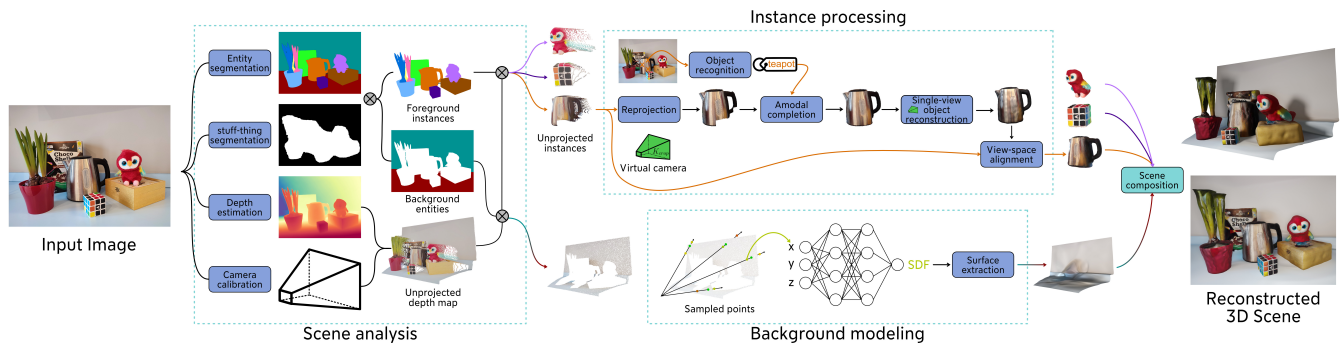 Instance processing
Entity
segmentation
Object
recognition
teapot
Foreground
instances
Reprojection
Amodal
completion
Single-view
object
reconstruction
stuff-thing
segmentation
Unprojected
instances
Virtual camera
View-space
alignment
Choco
Scene
composition
Background
entities
Depth
estimation
Input Image
x
y
z
SDF
Surface
extraction
Camera
calibration
Unprojected
depth map
Sampled points
Reconstructed
3D Scene
Scene analysis
Background modeling